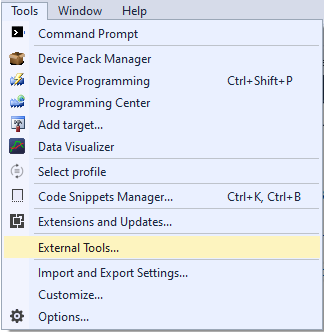 Tools Window Help
Command Prompt
Device Pack Manager
Device Programming Ctrl+Shift+P
Programming Center
Add target...
Data Visualizer
Select profile
Code Snippets Manager... Ctrl+K, Ctrl+B
Extensions and Updates...
External Tools...
Import and Export Settings...
Customize...
Options...